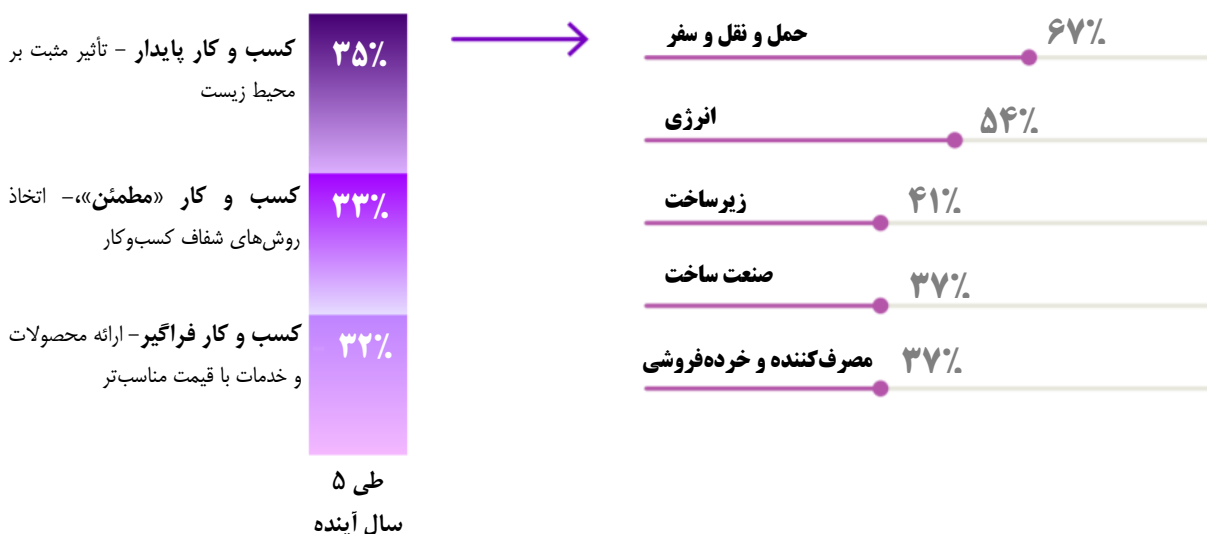 کسب و کار پایدار – تأثیر مثبت بر
محیط زیست
۳۵٪
کسب و کار «مطمئن»،– اتخاذ
روش‌های شفاف کسب‌وکار
۳۳٪
کسب و کار فراگیر– ارائه محصولات
و خدمات با قیمت مناسب‌تر
۳۲٪
طی ۵
سال آینده
حمل و نقل و سفر ۶۷٪
انرژی ۵۴٪
زیرساخت ۴۱٪
صنعت ساخت ۳۷٪
مصرف‌کننده و خرده‌فروشی ۳۷٪